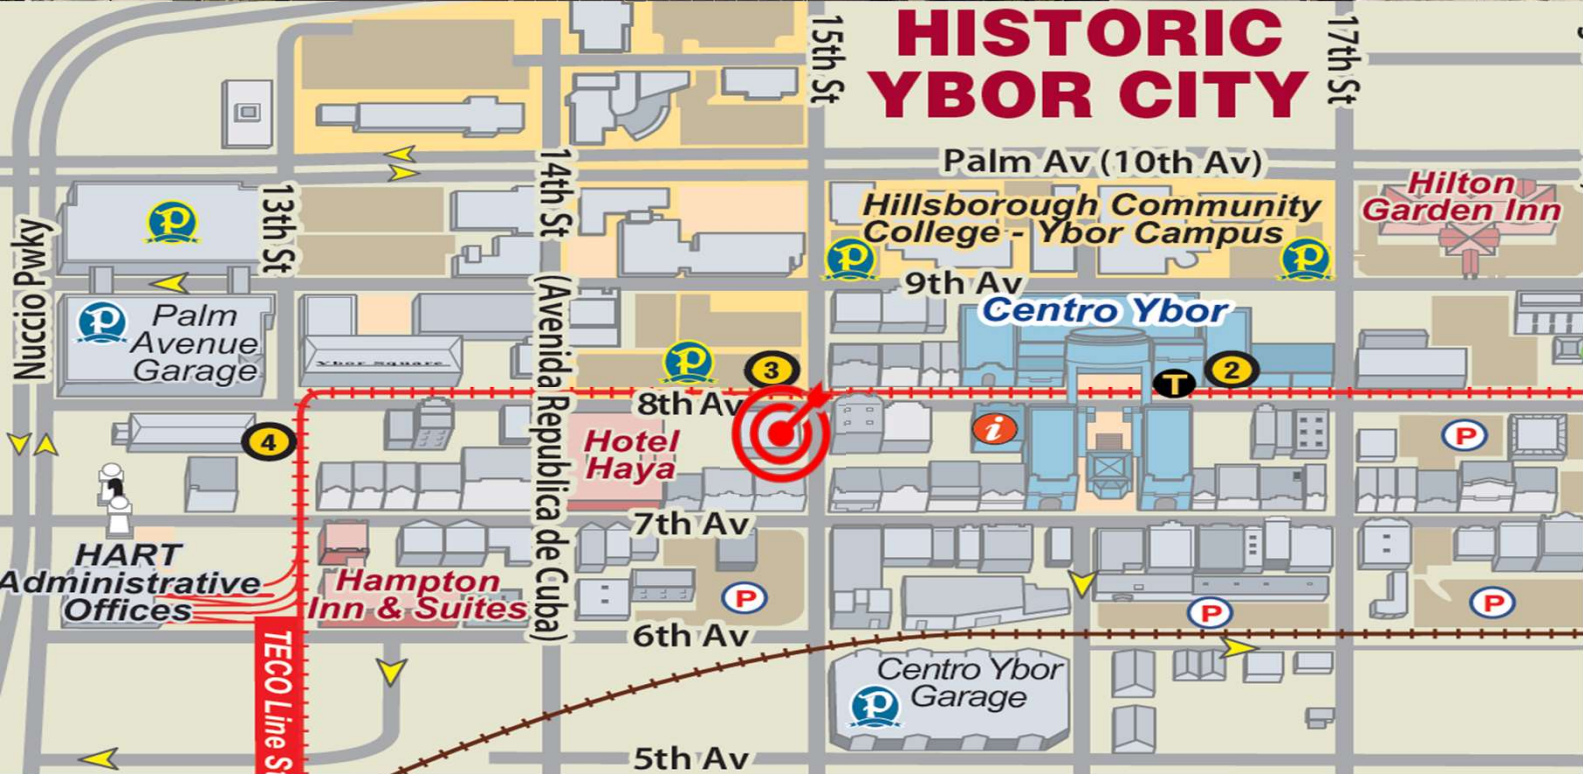 HISTORIC
YBOR CITY
15th St
17th St
Palm Av (10th Av)
14th St
13th St
Hilton
Garden Inn
Hillsborough Community
College - Ybor Campus
P
P
P
Nuccio Pwky
9th Av
(Avenida Republica de Cuba)
Centro Ybor
P
Palm
Avenue
Garage
Ybor Square
P
3
2
T
8th Av
4
Hotel
Haya
i
P
7th Av
HART
Administrative
Offices
Hampton
Inn & Suites
P
P
P
6th Av
TECO Line S
Centro Ybor
Garage
P
5th Av